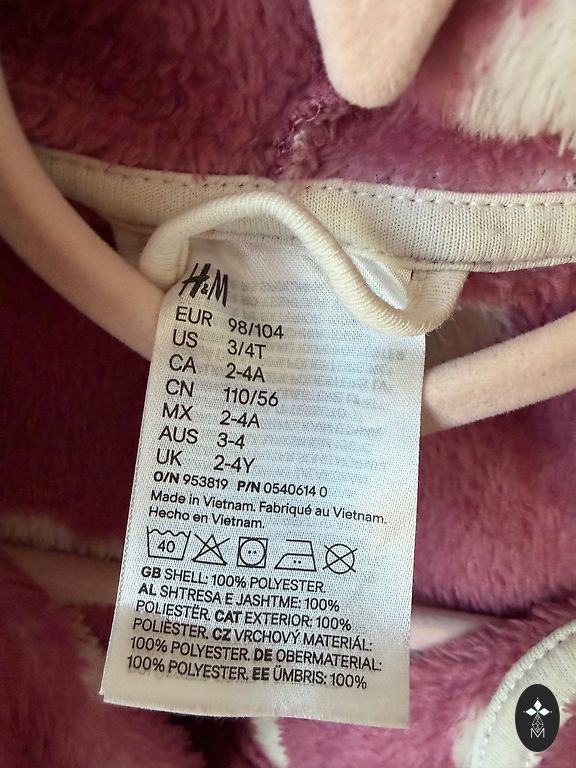 H&M
EUR 98/104
US 3/4T
CA 2-4A
CN 110/56
MX 2-4A
AUS 3-4
UK 2-4Y
O/N 953819 P/N 0540614 0
Made in Vietnam. Fabriqué au Vietnam.
Hecho en Vietnam.
40
GB SHELL: 100% POLYESTER.
AL SHTRESA E JASHTME: 100%
POLIESTËR. CAT EXTERIOR: 100%
POLIÈSTER. CZ VRCHOVÝ MATERIÁL:
100% POLYESTER. DE OBERMATERIAL:
100% POLYESTER. EE ÜMBRIS: 100%
M